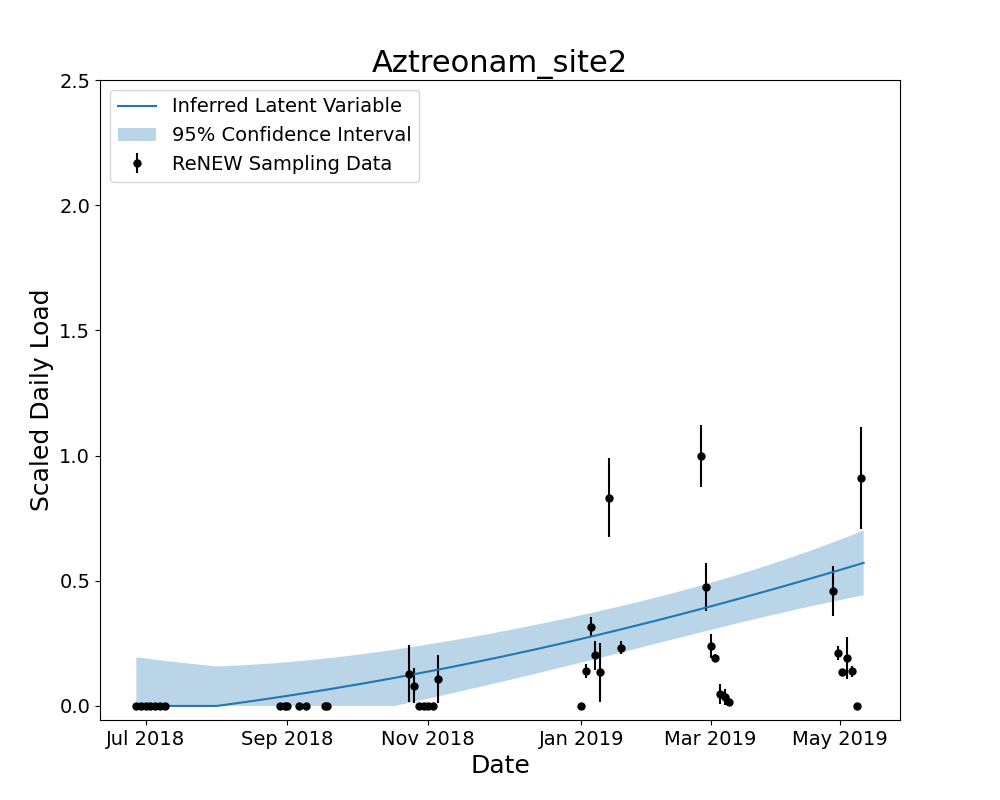 Aztreonam_site2
Inferred Latent Variable
95% Confidence Interval
ReNEW Sampling Data
Scaled Daily Load
2.5
2.0
1.5
1.0
0.5
0.0
Jul 2018 Sep 2018 Nov 2018 Jan 2019 Mar 2019 May 2019
Date